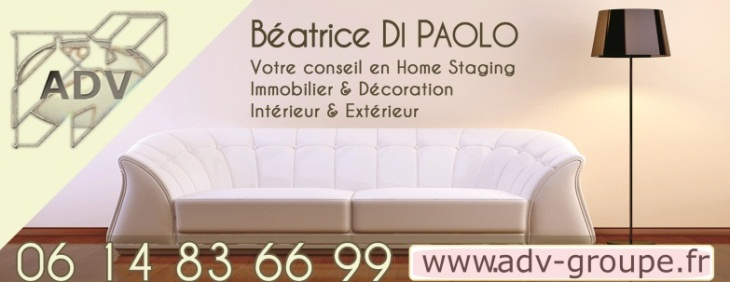 ADV
Béatrice DI PAOLO
Votre conseil en Home Staging
Immobilier & Décoration
Intérieur & Extérieur
06 14 83 66 99
www.adv-groupe.fr